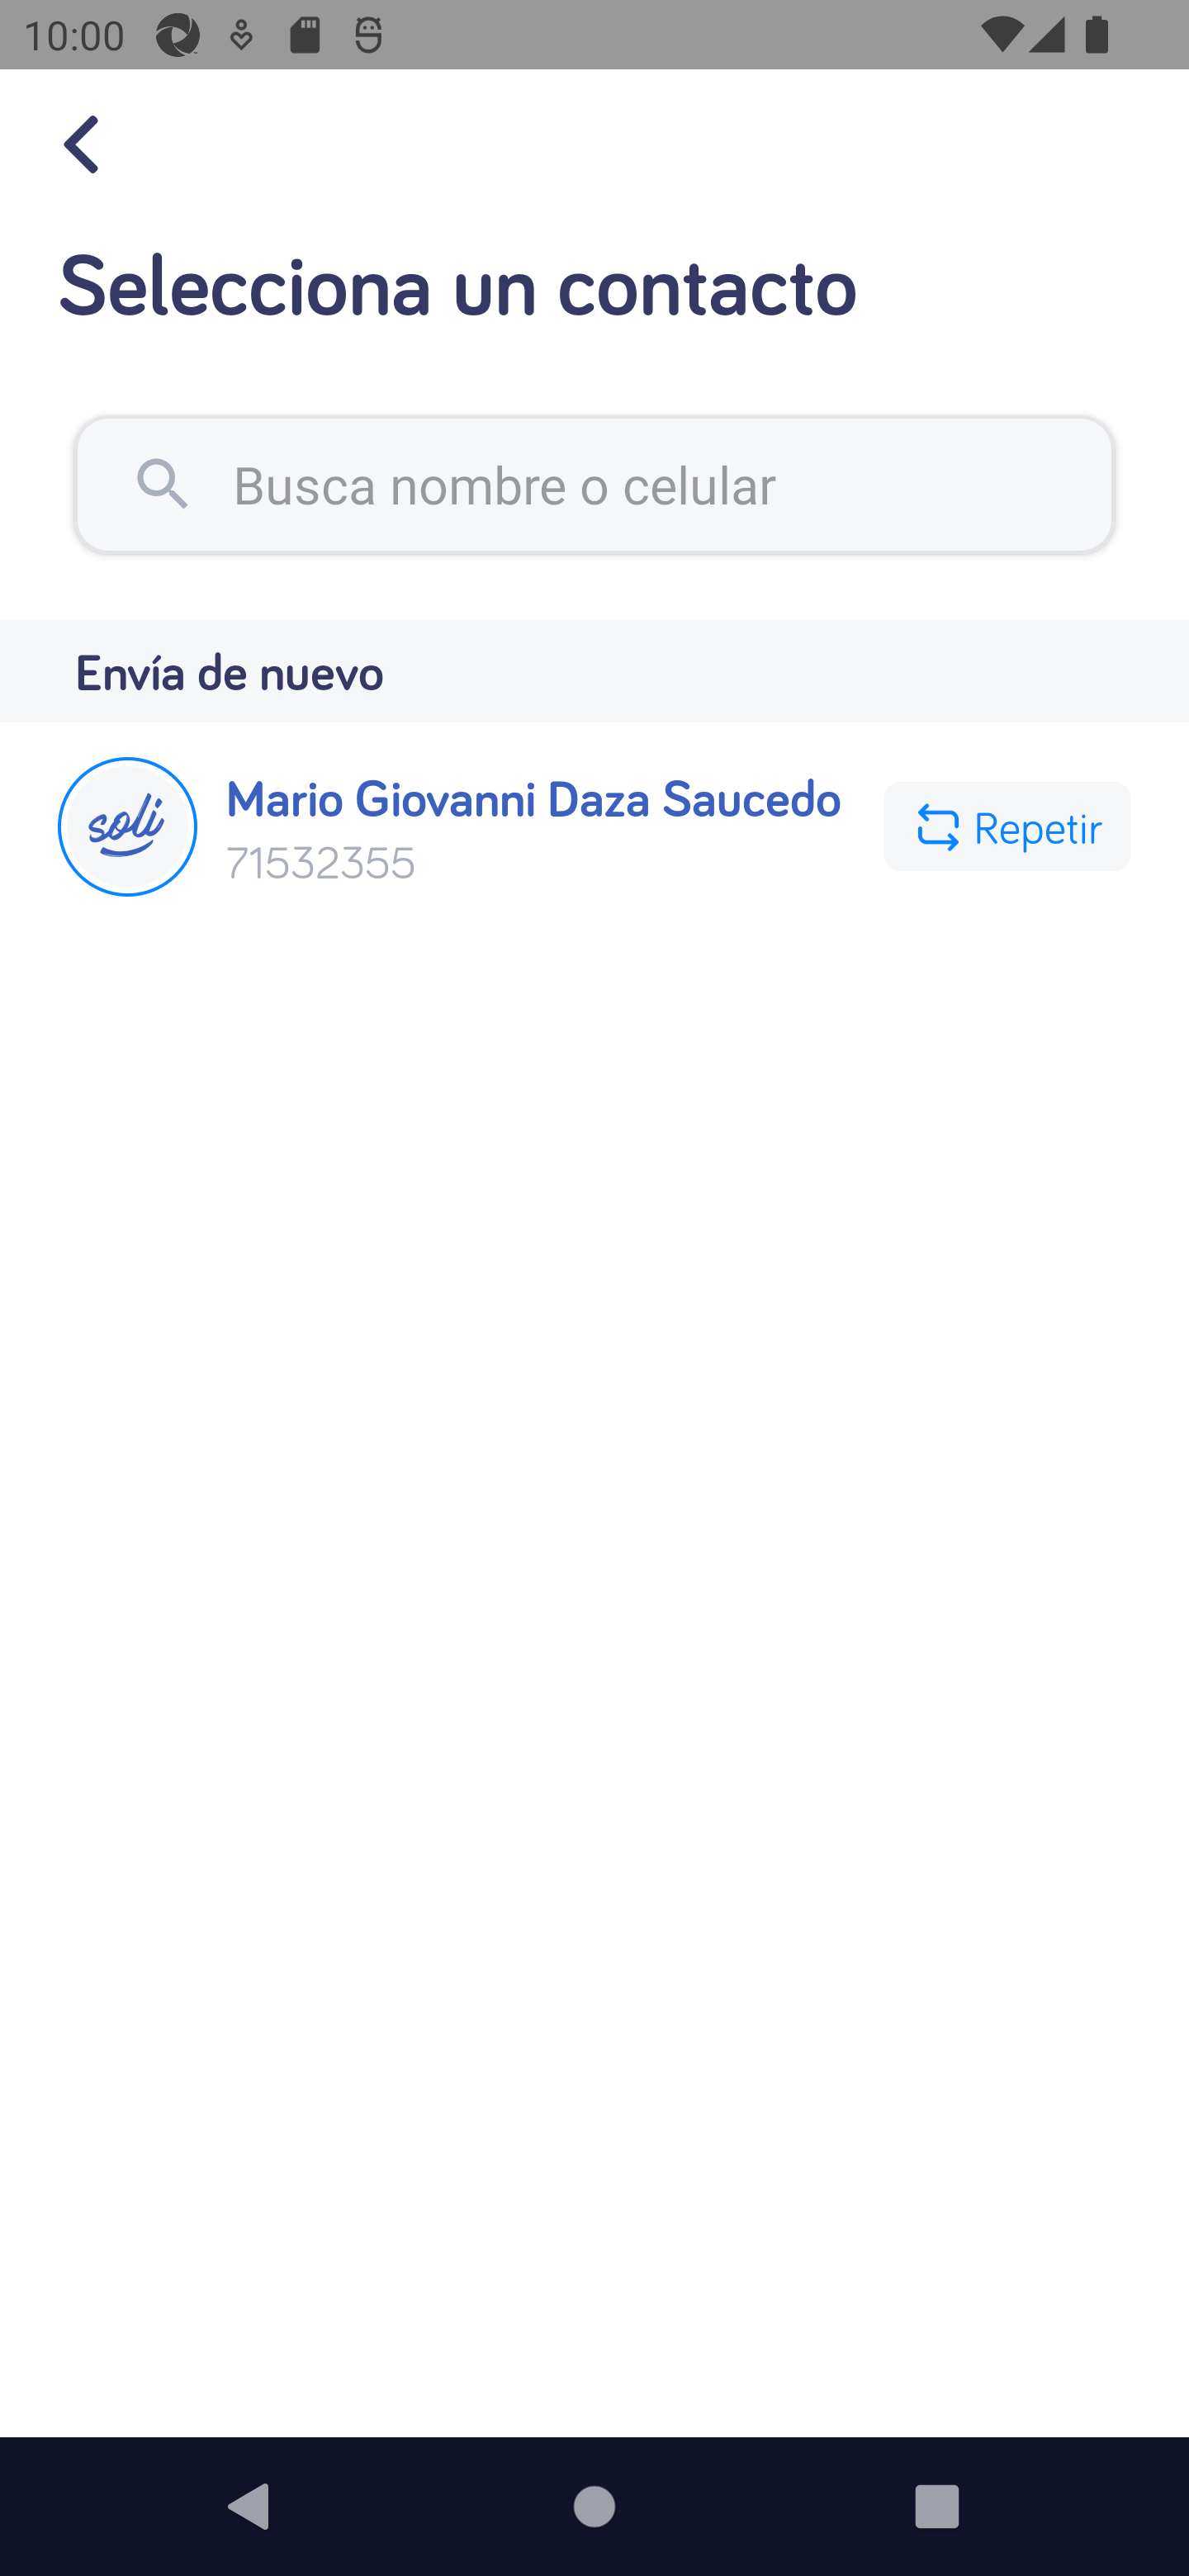 10:00
Selecciona un contacto
Busca nombre o celular
Envía de nuevo
soli
Mario Giovanni Daza Saucedo
71532355
Repetir